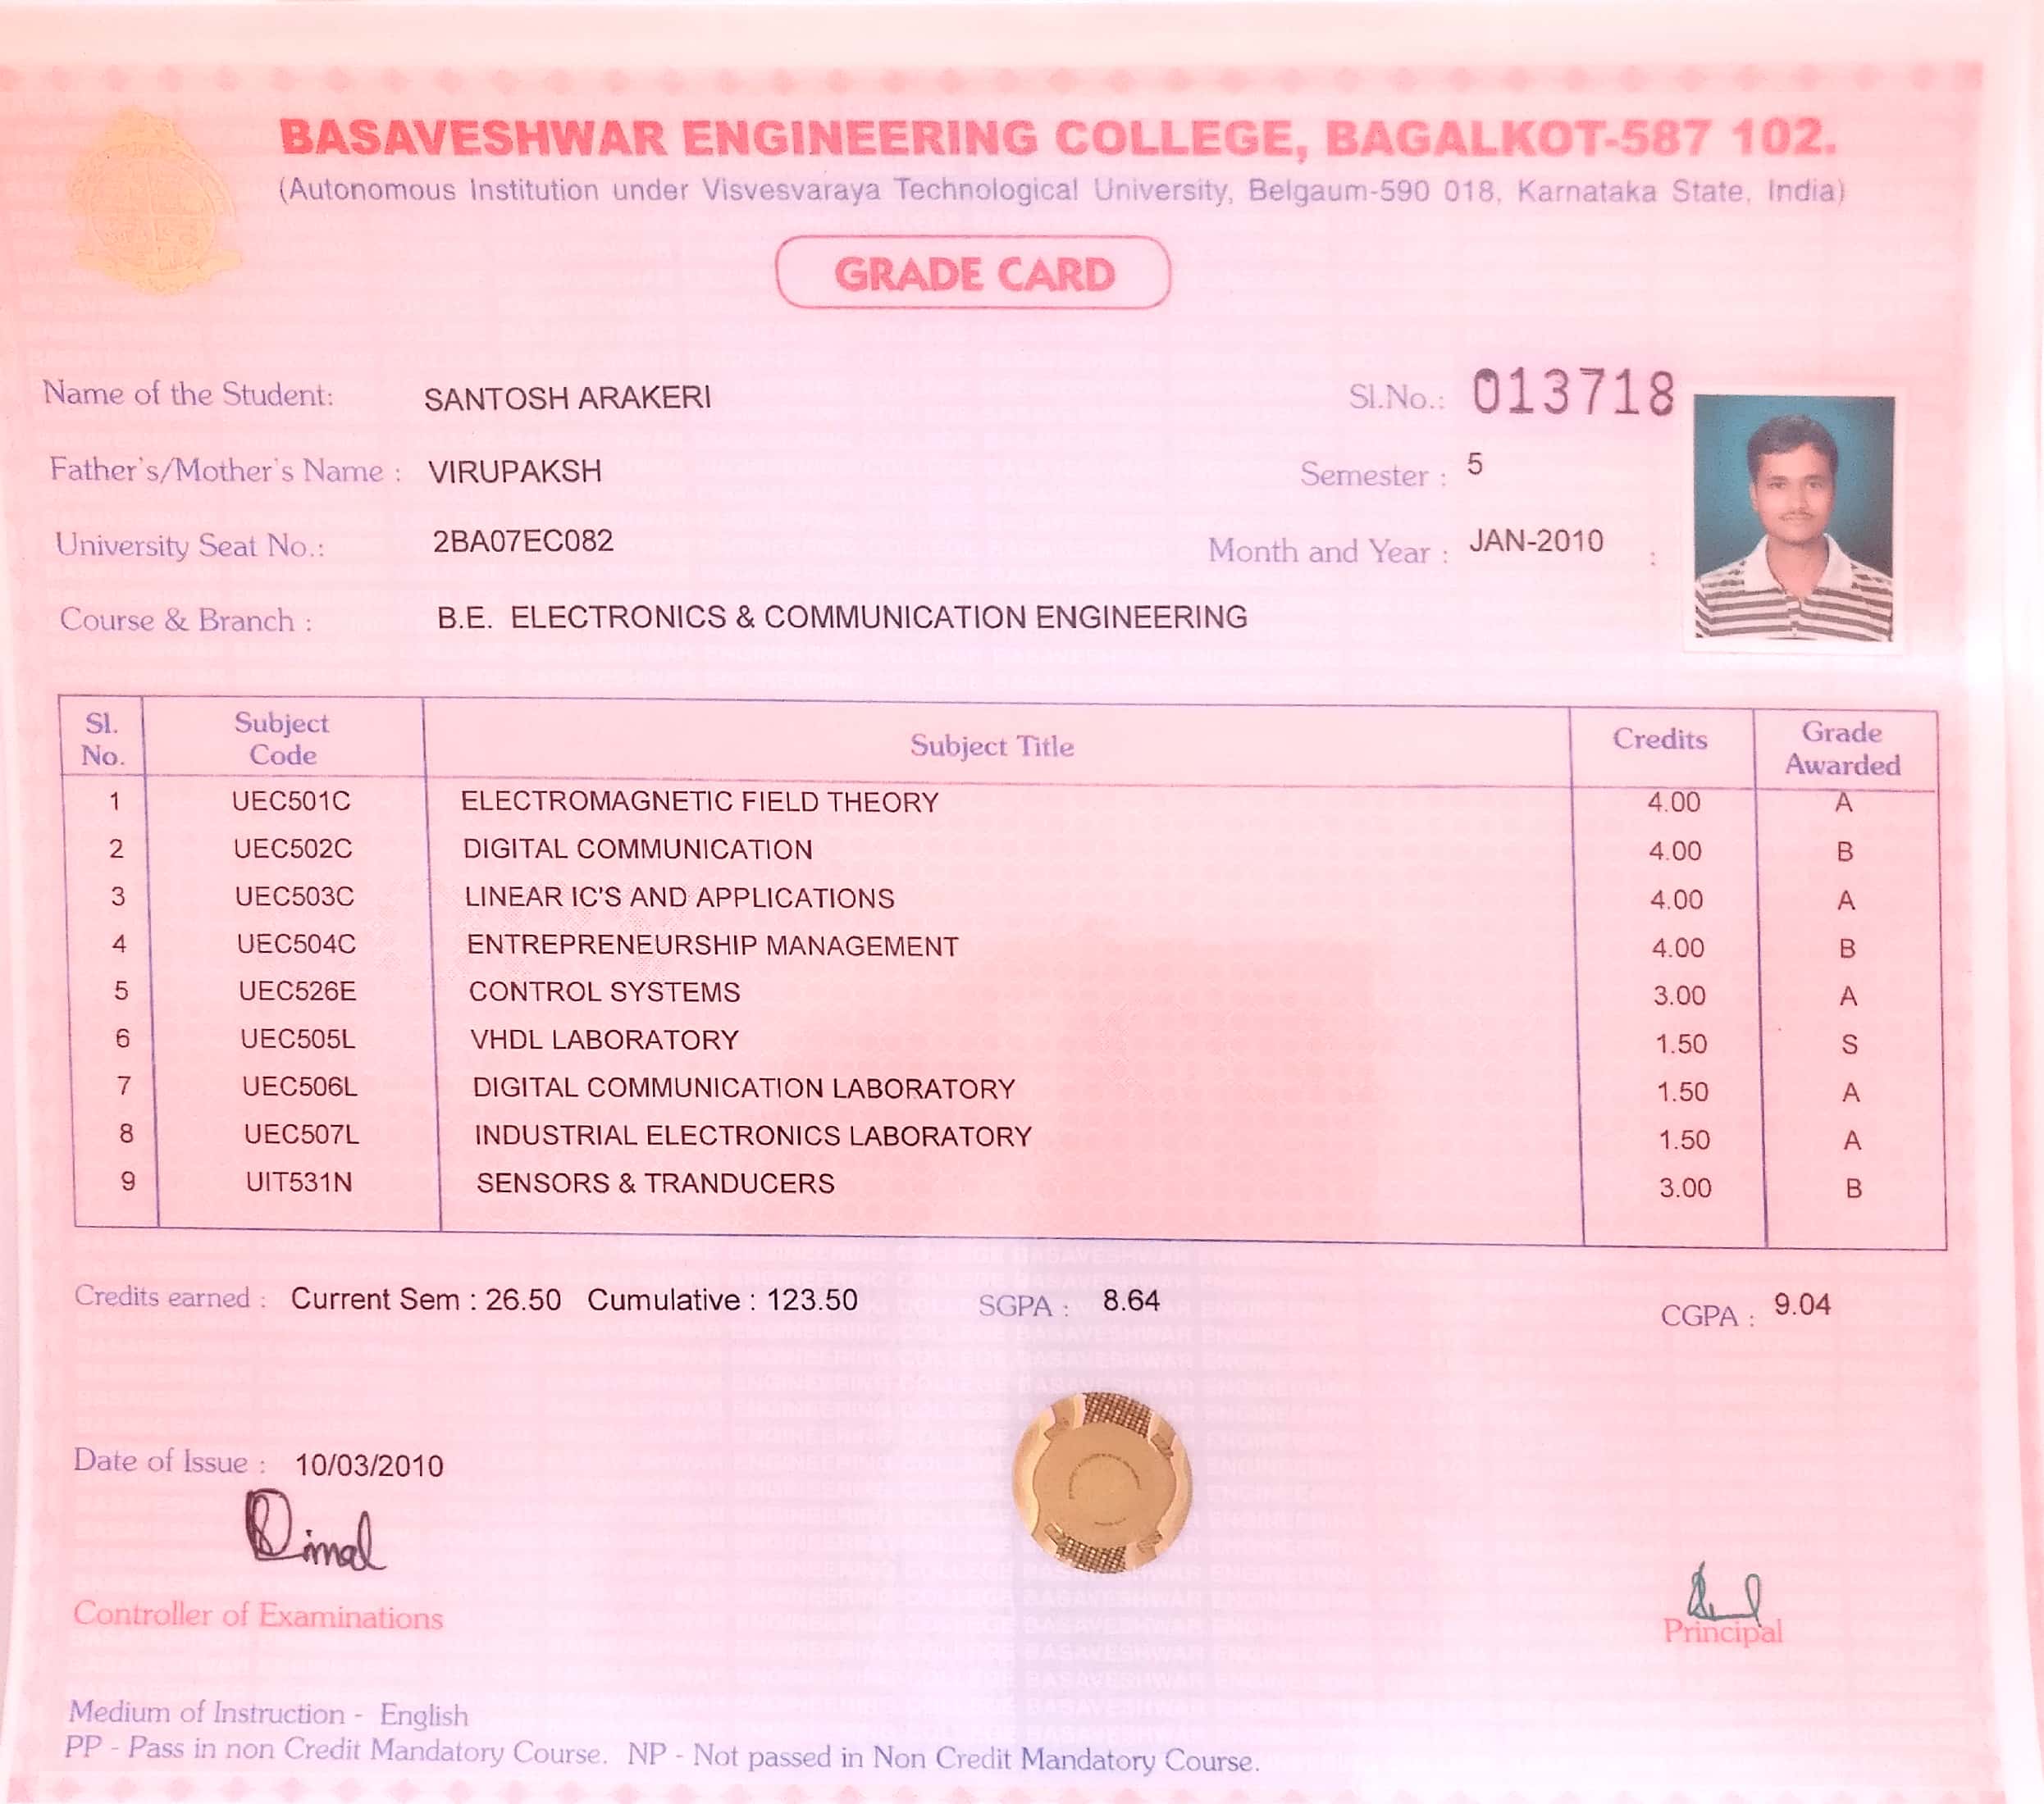 BASAVESHWAR ENGINEERING COLLEGE, BAGALKOT-587 102.
(Autonomous Institution under Visvesvaraya Technological University, Belgaum-590 018, Karnataka State, India)
GRADE CARD
Name of the Student: SANTOSH ARAKERI Sl.No.: 013718
Father's/Mother's Name : VIRUPAKSH Semester : 5
University Seat No.: 2BA07EC082 Month and Year : JAN-2010 :
Course & Branch : B.E. ELECTRONICS & COMMUNICATION ENGINEERING
Sl. No. Subject Code Subject Title Credits Grade Awarded
1 UEC501C ELECTROMAGNETIC FIELD THEORY 4.00 A
2 UEC502C DIGITAL COMMUNICATION 4.00 B
3 UEC503C LINEAR IC'S AND APPLICATIONS 4.00 A
4 UEC504C ENTREPRENEURSHIP MANAGEMENT 4.00 B
5 UEC526E CONTROL SYSTEMS 3.00 A
6 UEC505L VHDL LABORATORY 1.50 S
7 UEC506L DIGITAL COMMUNICATION LABORATORY 1.50 A
8 UEC507L INDUSTRIAL ELECTRONICS LABORATORY 1.50 A
9 UIT531N SENSORS & TRANDUCERS 3.00 B
Credits earned : Current Sem : 26.50 Cumulative : 123.50 SGPA : 8.64 CGPA : 9.04
Date of Issue : 10/03/2010
Controller of Examinations
Principal
Medium of Instruction - English
PP - Pass in non Credit Mandatory Course. NP - Not passed in Non Credit Mandatory Course.